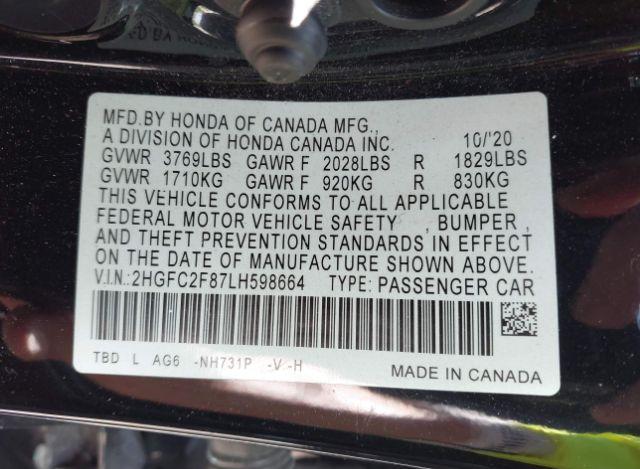 MFD.BY HONDA OF CANADA MFG.,
A DIVISION OF HONDA CANADA INC. 10/'20
GVWR 3769LBS GAWR F 2028LBS R 1829LBS
GVWR 1710KG GAWR F 920KG R 830KG
THIS VEHICLE CONFORMS TO ALL APPLICABLE
FEDERAL MOTOR VEHICLE SAFETY , BUMPER ,
AND THEFT PREVENTION STANDARDS IN EFFECT
ON THE DATE OF MANUFACTURE SHOWN ABOVE.
V.I.N.:2HGFC2F87LH598664 TYPE: PASSENGER CAR
TBD L AG6 -NH731P -V -H MADE IN CANADA